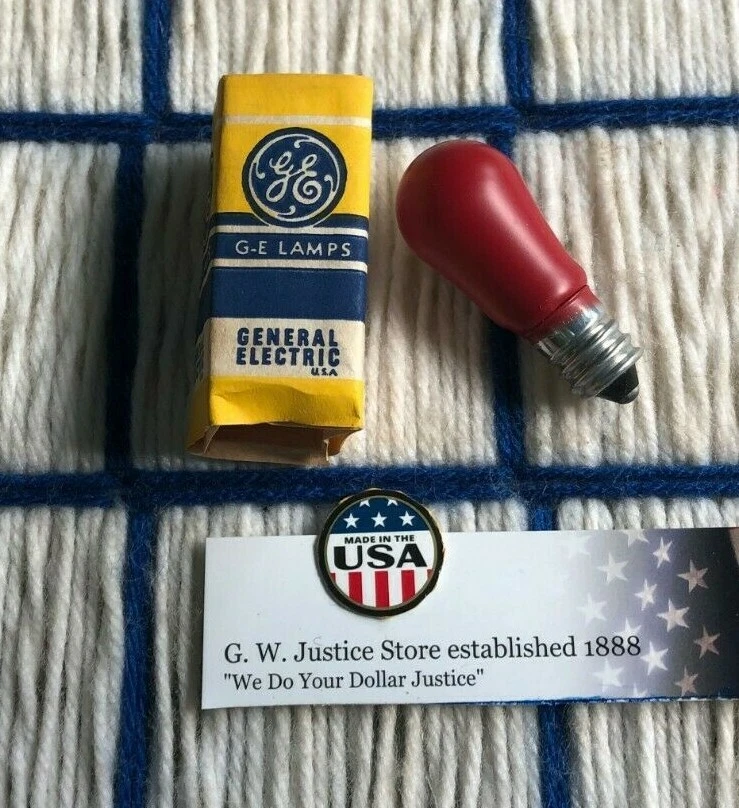 GE
G-E LAMPS
GENERAL
ELECTRIC
U.S.A
MADE IN THE
USA
G. W. Justice Store established 1888
"We Do Your Dollar Justice"